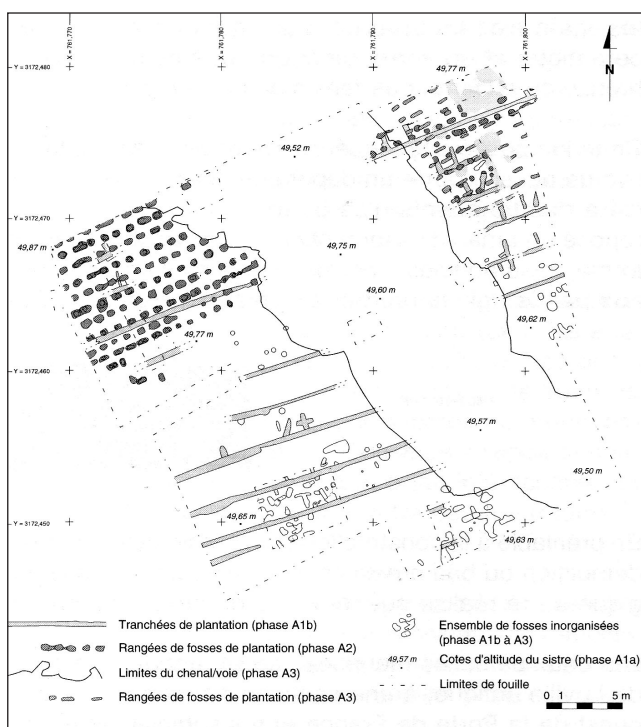 X = 761,770
X = 761,780
X = 761,790
X = 761,800
49,77 m
Y = 3172,480
N
49,52 m
Y = 3172,470
49,87 m
49,75 m
49,60 m
49,77 m
49,62 m
Y = 3172,460
49,57 m
49,50 m
49,65 m
Y = 3172,450
49,63 m
Tranchées de plantation (phase A1b)
Rangées de fosses de plantation (phase A2)
Limites du chenal/voie (phase A3)
Rangées de fosses de plantation (phase A3)
Ensemble de fosses inorganisées
(phase A1b à A3)
49,57 m Cotes d'altitude du sistre (phase A1a)
Limites de fouille
0 1 5 m